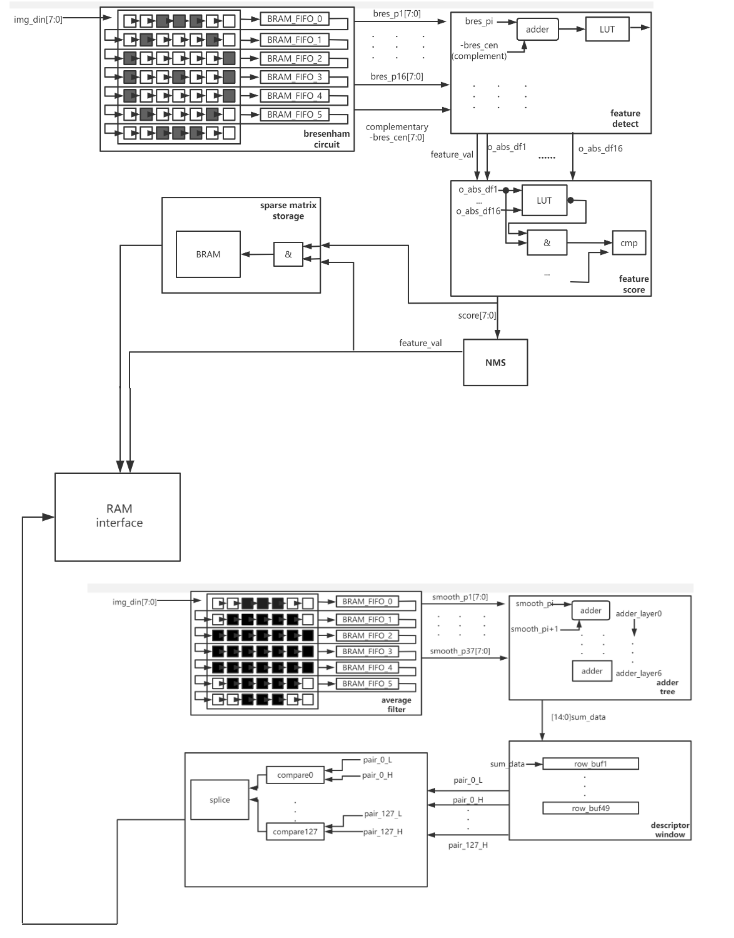 img_din[7:0]
BRAM_FIFO_0
BRAM_FIFO_1
BRAM_FIFO_2
BRAM_FIFO_3
BRAM_FIFO_4
BRAM_FIFO_5
bresenham
circuit
bres_p1[7:0]
bres_p16[7:0]
complementary
-bres_cen[7:0]
bres_pi
adder
LUT
-bres_cen
(complement)
feature
detect
feature_val
o_abs_df1
......
o_abs_df16
o_abs_df1
...
o_abs_df16
LUT
&
cmp
...
feature
score
sparse matrix
storage
BRAM
&
score[7:0]
feature_val
NMS
RAM
interface
img_din[7:0]
BRAM_FIFO_0
BRAM_FIFO_1
BRAM_FIFO_2
BRAM_FIFO_3
BRAM_FIFO_4
BRAM_FIFO_5
average
filter
smooth_p1[7:0]
smooth_p37[7:0]
smooth_pi
adder
adder_layer0
smooth_pi+1
adder
adder_layer6
adder
tree
[14:0]sum_data
sum_data
row_buf1
row_buf49
descriptor
window
pair_0_L
pair_0_H
pair_127_H
pair_0_L
compare0
pair_0_H
splice
pair_127_L
compare127
pair_127_H